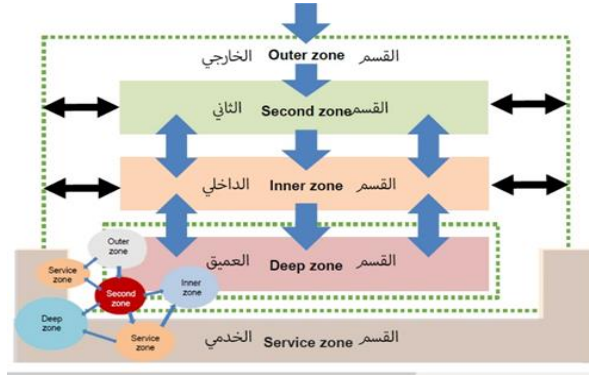 القسم Outer zone الخارجي
القسم Second zone الثاني
القسم Inner zone الداخلي
القسم Deep zone العميق
القسم Service zone الخدمي
Outer
zone
Service
zone
Second
zone
Inner
zone
Deep
zone
Service
zone